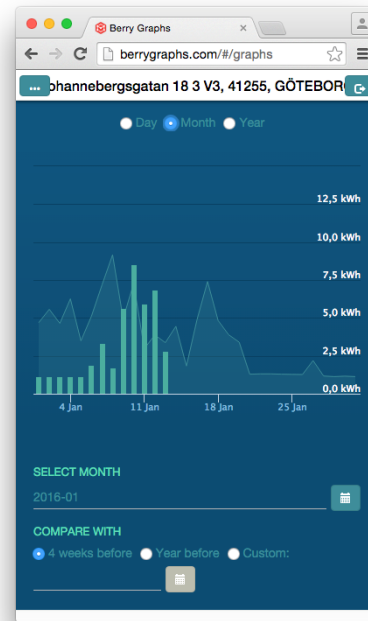 Berry Graphs
berrygraphs.com/#/graphs
... ohannebergsgatan 18 3 V3, 41255, GÖTEBOR
Day Month Year
12,5 kWh
10,0 kWh
7,5 kWh
5,0 kWh
2,5 kWh
0,0 kWh
4 Jan 11 Jan 18 Jan 25 Jan
SELECT MONTH
2016-01
COMPARE WITH
4 weeks before Year before Custom: